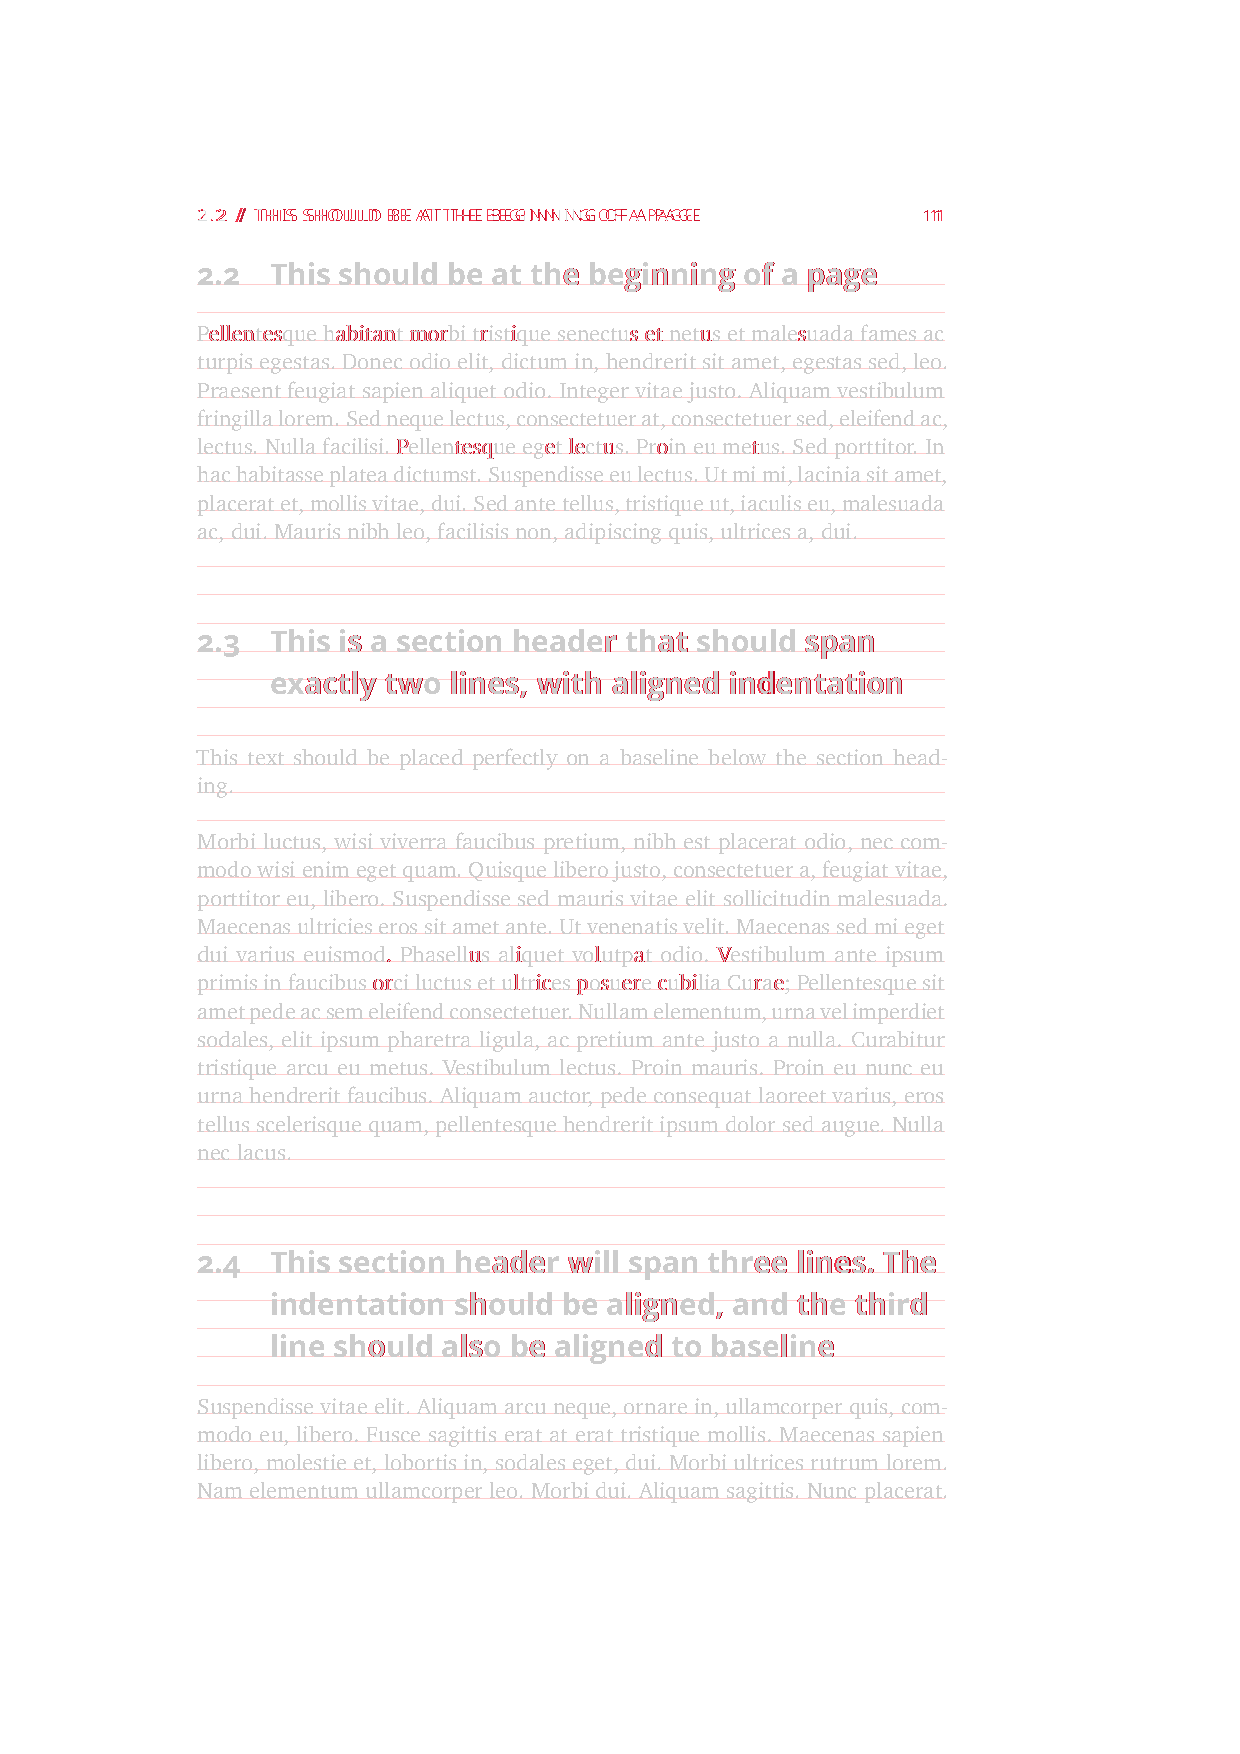 2.2 // THIS SHOULD BE AT THE BEGINNING OF A PAGE 11
2.2 This should be at the beginning of a page
Pellentesque habitant morbi tristique senectus et netus et malesuada fames ac
turpis egestas. Donec odio elit, dictum in, hendrerit sit amet, egestas sed, leo.
Praesent feugiat sapien aliquet odio. Integer vitae justo. Aliquam vestibulum
fringilla lorem. Sed neque lectus, consectetuer at, consectetuer sed, eleifend ac,
lectus. Nulla facilisi. Pellentesque eget lectus. Proin eu metus. Sed porttitor. In
hac habitasse platea dictumst. Suspendisse eu lectus. Ut mi mi, lacinia sit amet,
placerat et, mollis vitae, dui. Sed ante tellus, tristique ut, iaculis eu, malesuada
ac, dui. Mauris nibh leo, facilisis non, adipiscing quis, ultrices a, dui.
2.3 This is a section header that should span
exactly two lines, with aligned indentation
This text should be placed perfectly on a baseline below the section head-
ing.
Morbi luctus, wisi viverra faucibus pretium, nibh est placerat odio, nec com-
modo wisi enim eget quam. Quisque libero justo, consectetuer a, feugiat vitae,
porttitor eu, libero. Suspendisse sed mauris vitae elit sollicitudin malesuada.
Maecenas ultricies eros sit amet ante. Ut venenatis velit. Maecenas sed mi eget
dui varius euismod. Phasellus aliquet volutpat odio. Vestibulum ante ipsum
primis in faucibus orci luctus et ultrices posuere cubilia Curae; Pellentesque sit
amet pede ac sem eleifend consectetuer. Nullam elementum, urna vel imperdiet
sodales, elit ipsum pharetra ligula, ac pretium ante justo a nulla. Curabitur
tristique arcu eu metus. Vestibulum lectus. Proin mauris. Proin eu nunc eu
urna hendrerit faucibus. Aliquam auctor, pede consequat laoreet varius, eros
tellus scelerisque quam, pellentesque hendrerit ipsum dolor sed augue. Nulla
nec lacus.
2.4 This section header will span three lines. The
indentation should be aligned, and the third
line should also be aligned to baseline
Suspendisse vitae elit. Aliquam arcu neque, ornare in, ullamcorper quis, com-
modo eu, libero. Fusce sagittis erat at erat tristique mollis. Maecenas sapien
libero, molestie et, lobortis in, sodales eget, dui. Morbi ultrices rutrum lorem.
Nam elementum ullamcorper leo. Morbi dui. Aliquam sagittis. Nunc placerat.